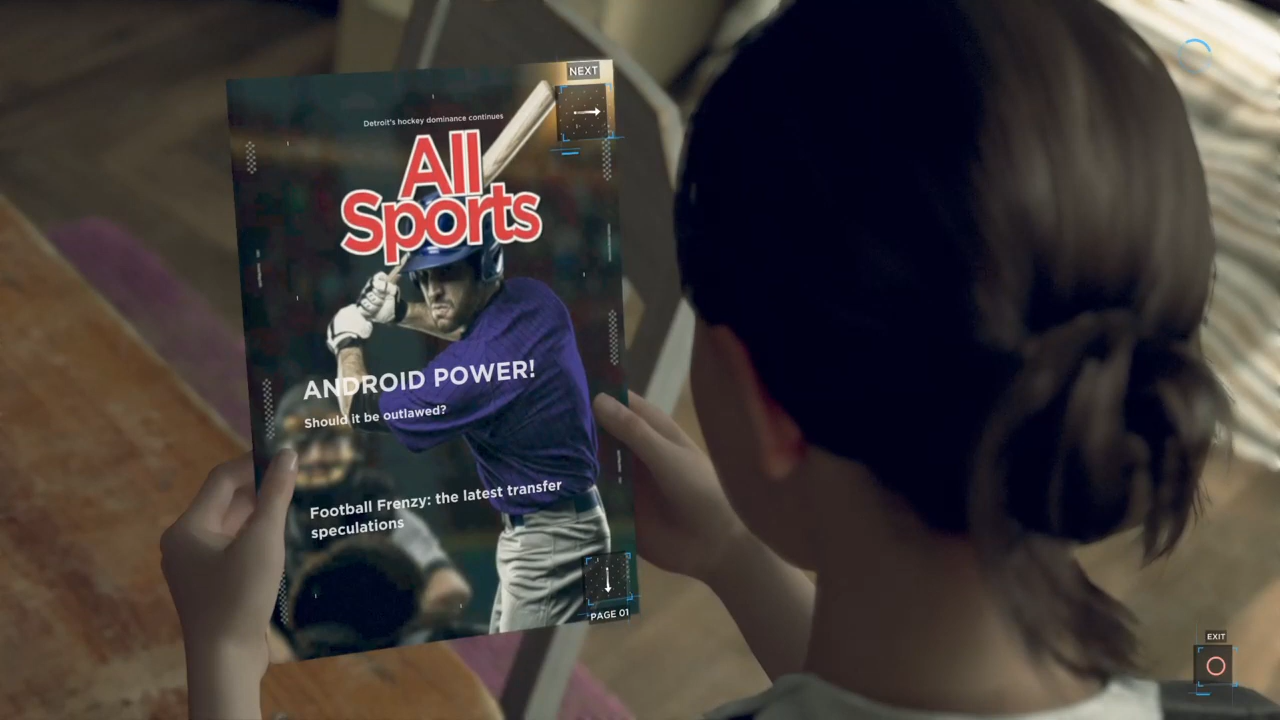 NEXT
Detroit's hockey dominance continues
All
Sports
ANDROID POWER!
Should it be outlawed?
Football Frenzy: the latest transfer
speculations
PAGE 01
EXIT